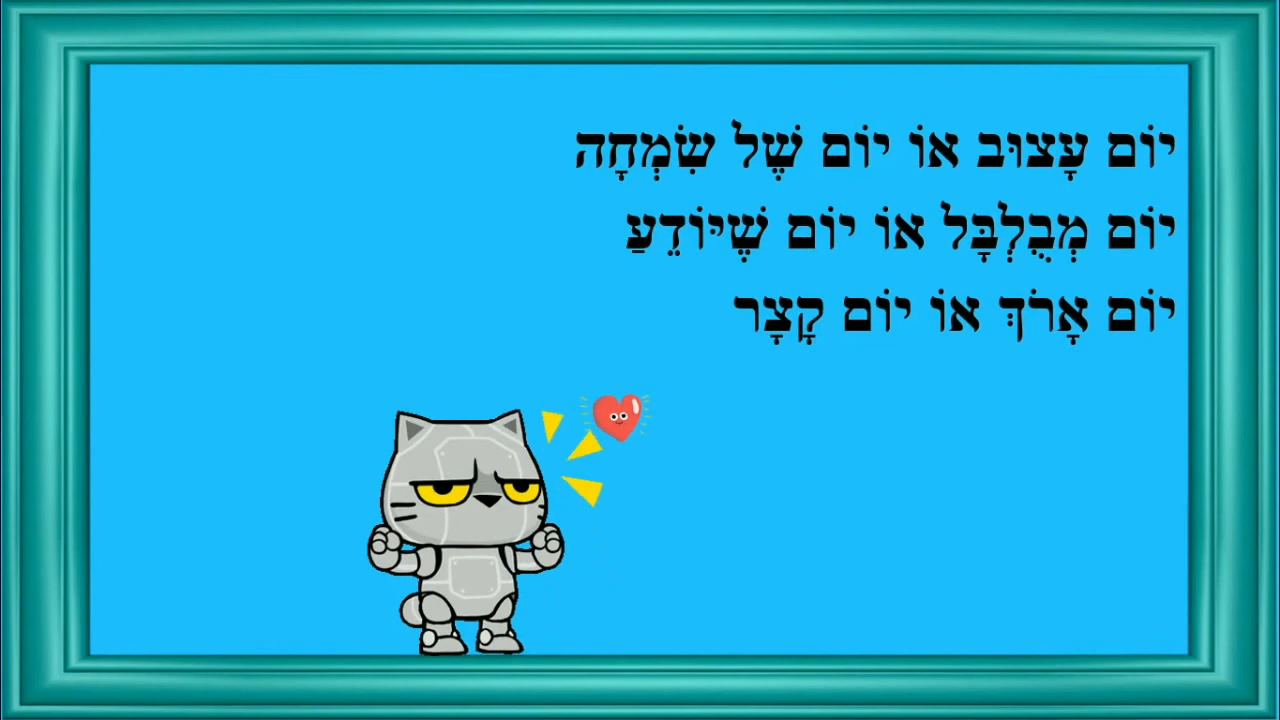 יוֹם עָצוּב אוֹ יוֹם שֶׁל שִׂמְחָה
יוֹם מְבֻלְבָּל אוֹ יוֹם שֶׁיּוֹדֵעַ
יוֹם אָרֹךְ אוֹ יוֹם קָצָר